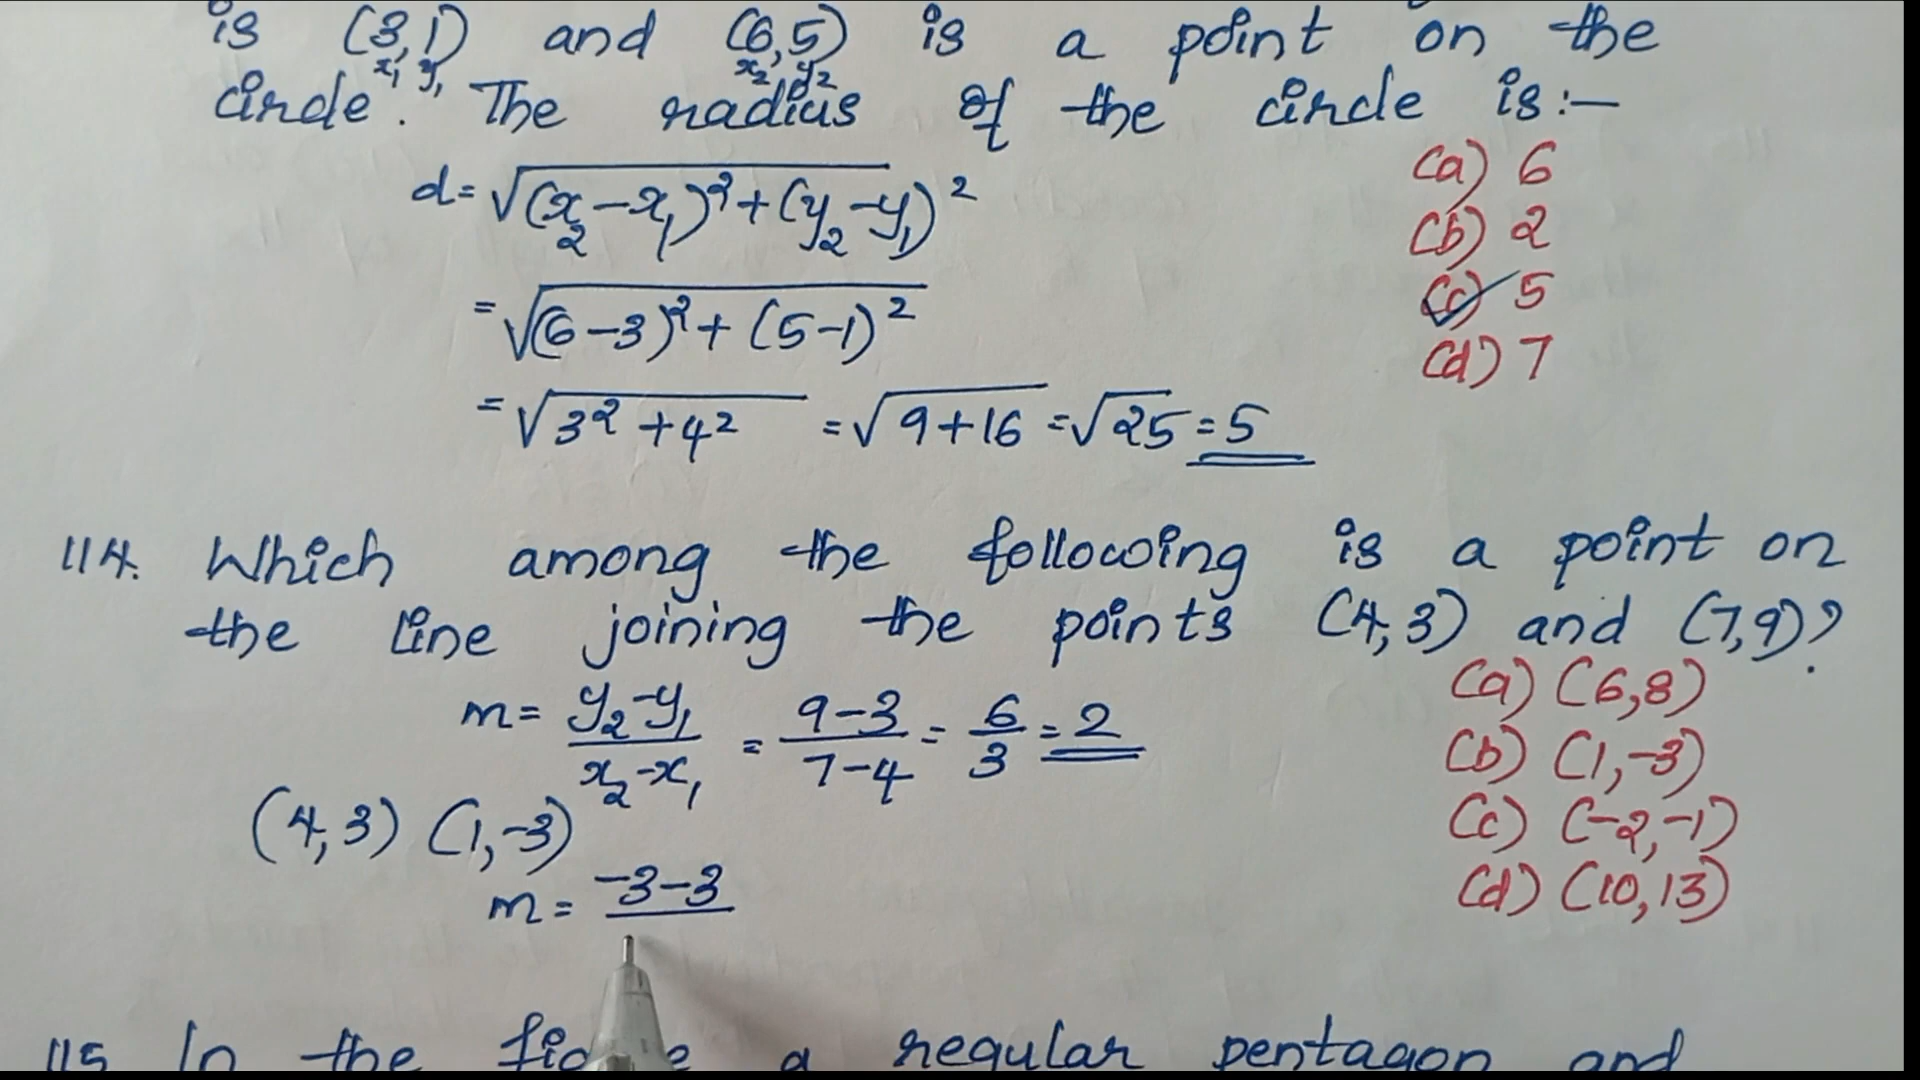 is (3,1) and (6,5) is a point on the
x₁ y₁ x₂ y₂
circle. The radius of the circle is:-
d=√(x₂-x₁)²+(y₂-y₁)²
(a) 6
(b) 2
=√(6-3)²+(5-1)²
(c) 5
(d) 7
=√3²+4² =√9+16 =√25 =5
114. Which among the following is a point on
the line joining the points (4,3) and (7,9)?
m= y₂-y₁/x₂-x₁ = 9-3/7-4 = 6/3 = 2
(a) (6,8)
(b) (1,-3)
(4,3) (1,-3)
(c) (-2,-1)
m= -3-3
(d) (10,13)
115 In the a regular pentagon and